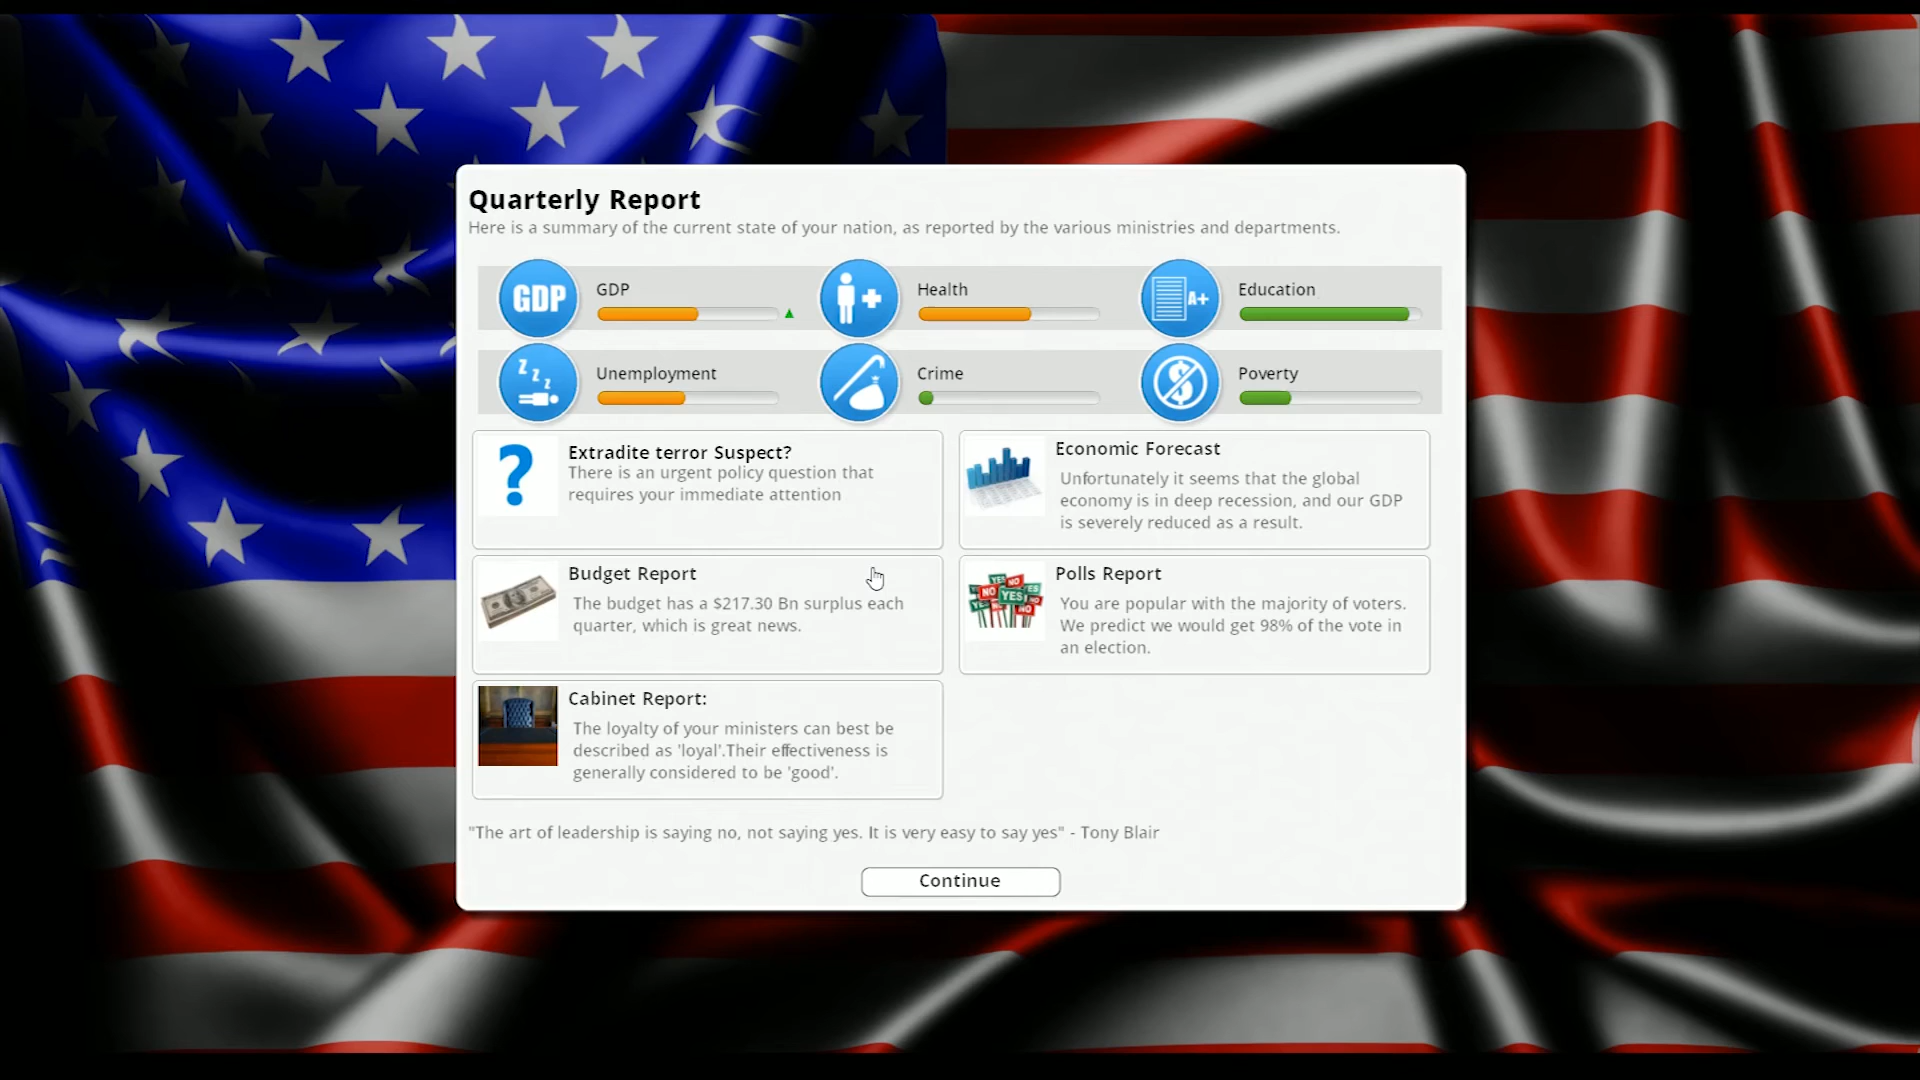 Quarterly Report
Here is a summary of the current state of your nation, as reported by the various ministries and departments.
GDP
GDP
Health
A+
Education
Z Z Z
Unemployment
Crime
$
Poverty
?
Extradite terror Suspect?
There is an urgent policy question that
requires your immediate attention
Economic Forecast
Unfortunately it seems that the global
economy is in deep recession, and our GDP
is severely reduced as a result.
Budget Report
The budget has a $217.30 Bn surplus each
quarter, which is great news.
YES NO
NO YES
YES
NO
NO
Polls Report
You are popular with the majority of voters.
We predict we would get 98% of the vote in
an election.
Cabinet Report:
The loyalty of your ministers can best be
described as 'loyal'.Their effectiveness is
generally considered to be 'good'.
"The art of leadership is saying no, not saying yes. It is very easy to say yes" - Tony Blair
Continue